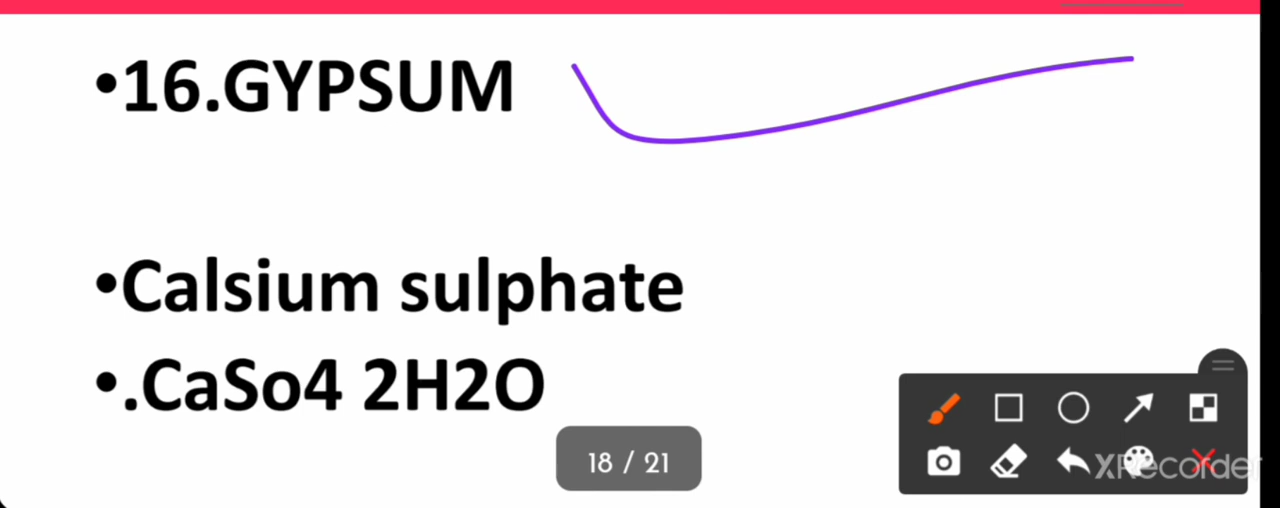 •16.GYPSUM
•Calsium sulphate
•.CaSo4 2H2O
18 / 21
XRecorder